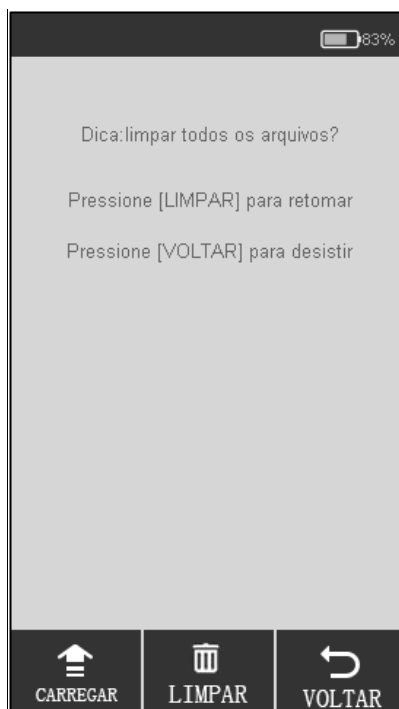 83%
Dica:limpar todos os arquivos?
Pressione [LIMPAR] para retomar
Pressione [VOLTAR] para desistir
CARREGAR LIMPAR VOLTAR